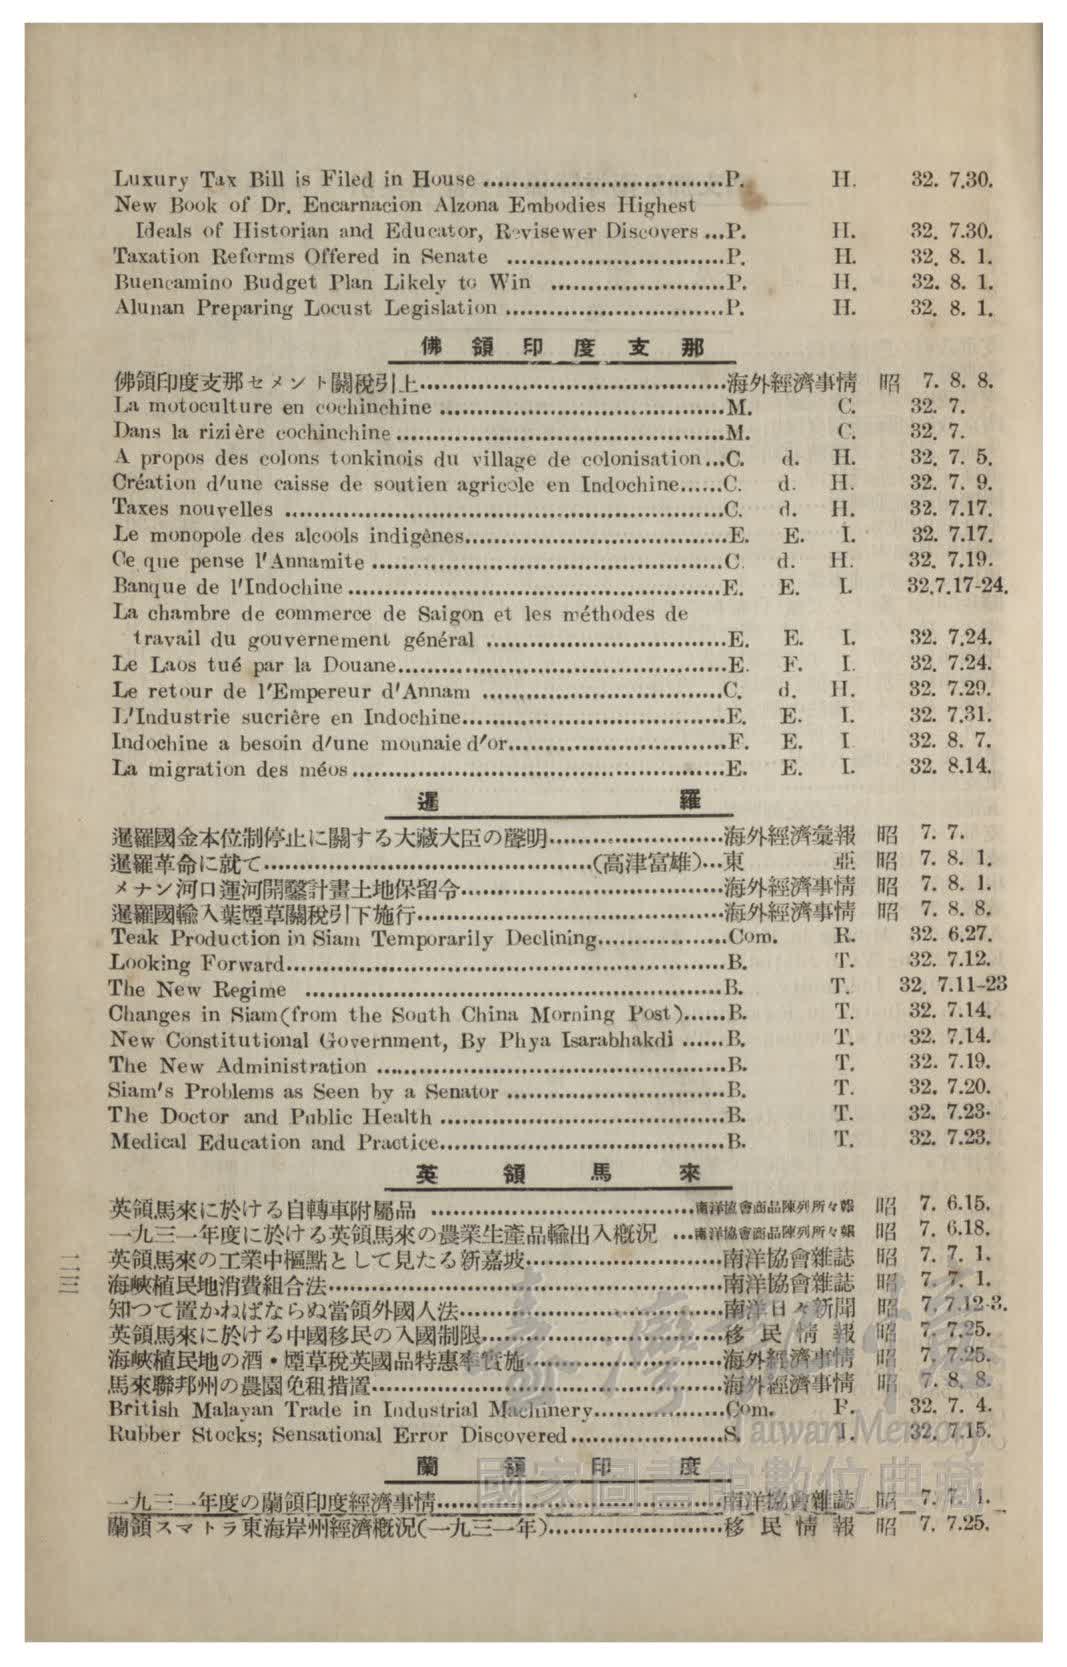 Luxury Tax Bill is Filed in House ................................P. H. 32. 7.30.
New Book of Dr. Encarnacion Alzona Embodies Highest
Ideals of Historian and Educator, Revisewer Discovers ...P. H. 32. 7.30.
Taxation Reforms Offered in Senate .............................P. H. 32. 8. 1.
Buencamino Budget Plan Likely to Win .......................P. H. 32. 8. 1.
Alunan Preparing Locust Legislation .............................P. H. 32. 8. 1.
佛領印度支那
佛領印度支那セメント關稅引上........................................海外經濟事情 昭 7. 8. 8.
La motoculture en cochinchine ......................................M. C. 32. 7.
Dans la rizière cochinchine............................................M. C. 32. 7.
A propos des colons tonkinois du village de colonisation...C. d. H. 32. 7. 5.
Création d'une caisse de soutien agricole en Indochine......C. d. H. 32. 7. 9.
Taxes nouvelles ..........................................................C. d. H. 32. 7.17.
Le monopole des alcools indigènes...................................E. E. I. 32. 7.17.
Ce que pense l'Annamite ...............................................C. d. H. 32. 7.19.
Banque de l'Indochine..................................................E. E. I. 32.7.17-24.
La chambre de commerce de Saigon et les méthodes de
travail du gouvernement général ................................E. E. I. 32. 7.24.
Le Laos tué par la Douane............................................E. E. I. 32. 7.24.
Le retour de l'Empereur d'Annam ................................C. d. H. 32. 7.29.
L'Industrie sucrière en Indochine...................................E. E. I. 32. 7.31.
Indochine a besoin d'une mounaie d'or.............................E. E. I. 32. 8. 7.
La migration des méos..................................................E. E. I. 32. 8.14.
暹羅
暹羅國金本位制停止に關する大藏大臣の聲明.......................海外經濟彙報 昭 7. 7.
暹羅革命に就て............................................(高津富雄)...東亞 昭 7. 8. 1.
メナン河口運河開鑿計畫土地保留令...................................海外經濟事情 昭 7. 8. 1.
暹羅國輸入葉煙草關稅引下施行........................................海外經濟事情 昭 7. 8. 8.
Teak Production in Siam Temporarily Declining..................Com. R. 32. 6.27.
Looking Forward..........................................................B. T. 32. 7.12.
The New Regime ........................................................B. T. 32. 7.11-23
Changes in Siam(from the South China Morning Post)......B. T. 32. 7.14.
New Constitutional Government, By Phya Isarabhakdi ......B. T. 32. 7.14.
The New Administration ..............................................B. T. 32. 7.19.
Siam's Problems as Seen by a Senator .............................B. T. 32. 7.20.
The Doctor and Public Health ......................................B. T. 32. 7.23.
Medical Education and Practice......................................B. T. 32. 7.23.
英領馬來
英領馬來に於ける自轉車附屬品 ...................................南洋協會商品陳列所々報 昭 7. 6.15.
一九三一年度に於ける英領馬來の農業生產品輸出入概況 ...南洋協會商品陳列所々報 昭 7. 6.18.
英領馬來の工業中樞點として見たる新嘉坡..........................南洋協會雜誌 昭 7. 7. 1.
海峽植民地消費組合法....................................................南洋協會雜誌 昭 7. 7. 1.
知つて置かねばならぬ當領外國人法...................................南洋日々新聞 昭 7. 7.12-3.
英領馬來に於ける中國移民の入國制限................................移民情報 昭 7. 7.25.
海峽植民地の酒・煙草稅英國品特惠率實施..........................海外經濟事情 昭 7. 7.25.
馬來聯邦州の農園免租措置..............................................海外經濟事情 昭 7. 8. 8.
British Malayan Trade in Industrial Machinery..................Com. F. 32. 7. 4.
Rubber Stocks; Sensational Error Discovered....................S. T. 32. 7.15.
蘭領印度
一九三一年度の蘭領印度經濟事情......................................南洋協會雜誌 昭 7. 7. 1.
蘭領スマトラ東海岸州經濟概況(一九三一年).......................移民情報 昭 7. 7.25.
一二三
臺灣記憶
Taiwan Memory
國家圖書館數位典藏